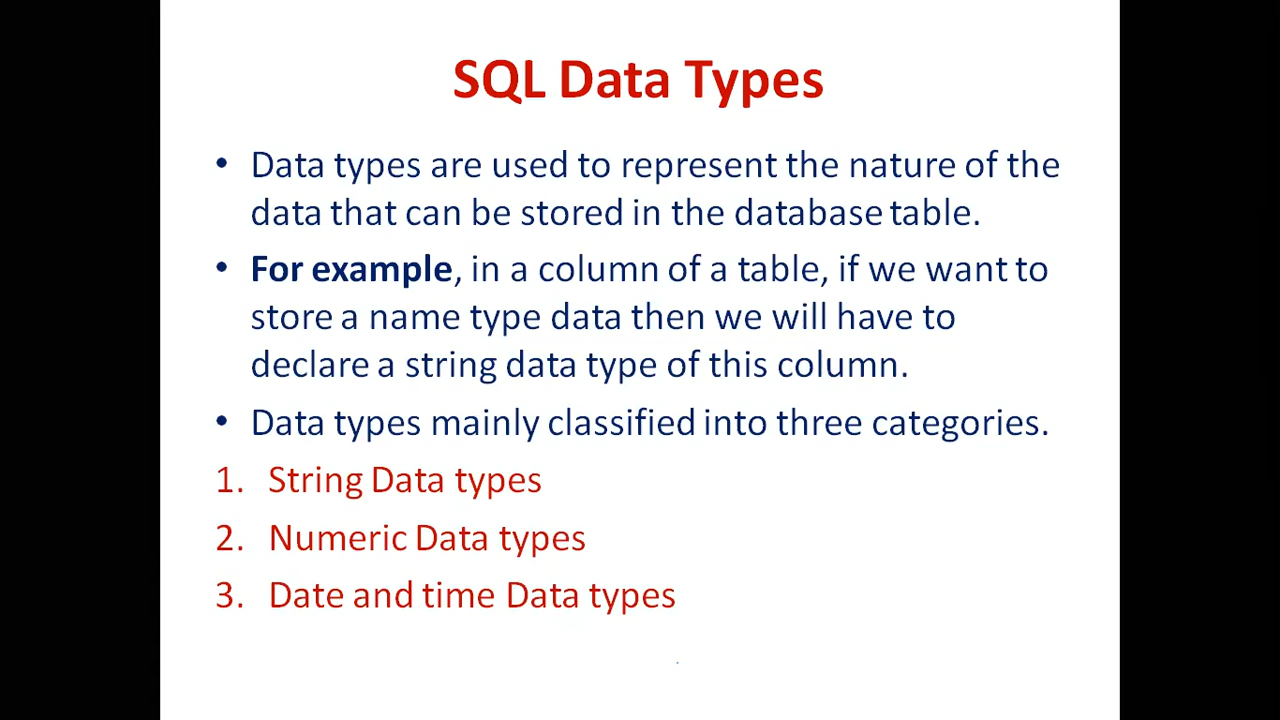 SQL Data Types
• Data types are used to represent the nature of the
data that can be stored in the database table.
• For example, in a column of a table, if we want to
store a name type data then we will have to
declare a string data type of this column.
• Data types mainly classified into three categories.
1. String Data types
2. Numeric Data types
3. Date and time Data types